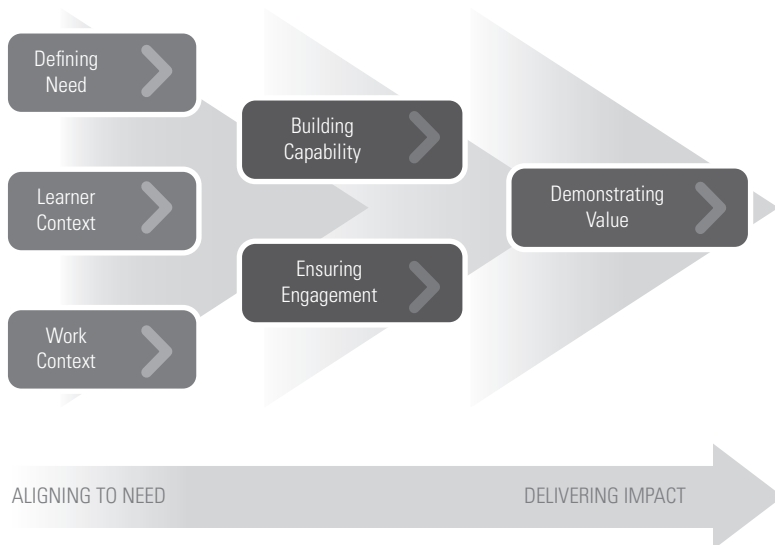 Defining
Need
Learner
Context
Work
Context
Building
Capability
Ensuring
Engagement
Demonstrating
Value
ALIGNING TO NEED
DELIVERING IMPACT